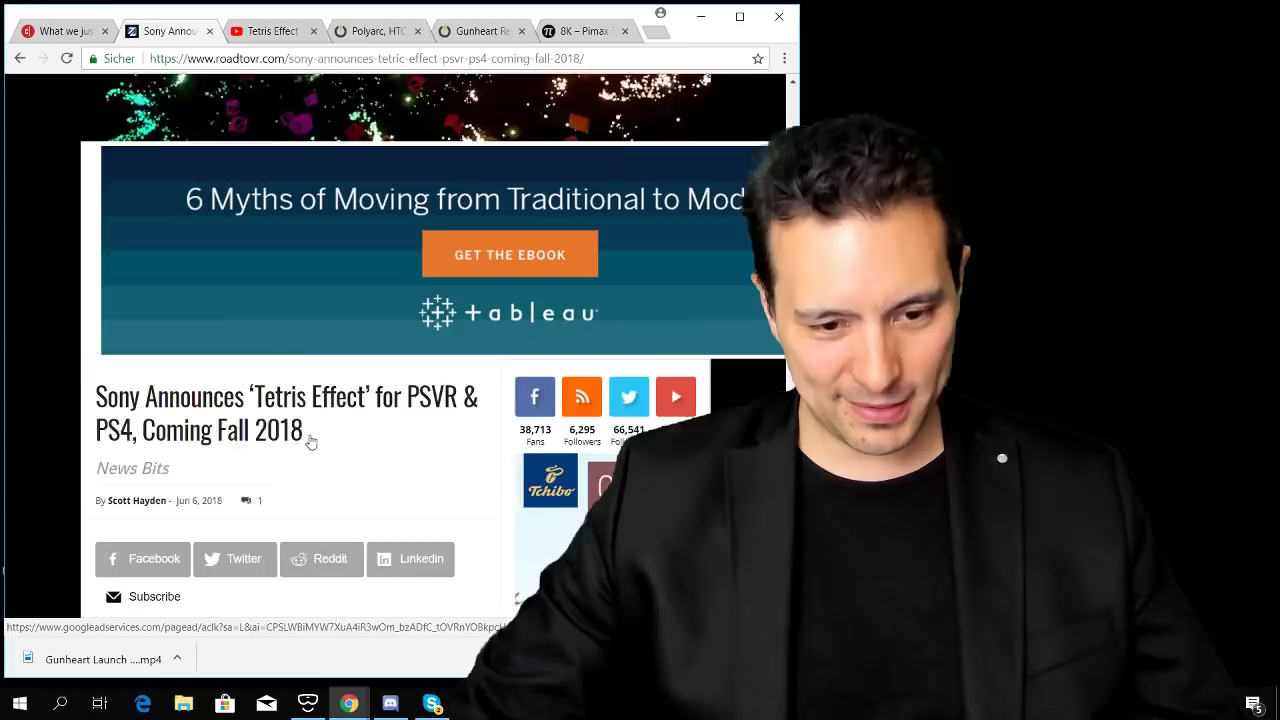 What we jus
Sony Annou
Tetris Effect
Polyarc, HTC
Gunheart Re
8K – Pimax
Sicher
https://www.roadtovr.com/sony-announces-tetric-effect-psvr-ps4-coming-fall-2018/
6 Myths of Moving from Traditional to Mod
GET THE EBOOK
+ableau
Sony Announces ‘Tetris Effect’ for PSVR &
PS4, Coming Fall 2018
News Bits
By Scott Hayden - Jun 6, 2018 1
38,713
Fans
6,295
Followers
66,541
Tchibo
Facebook
Twitter
Reddit
Linkedin
Subscribe
Gunheart Launch ....mp4